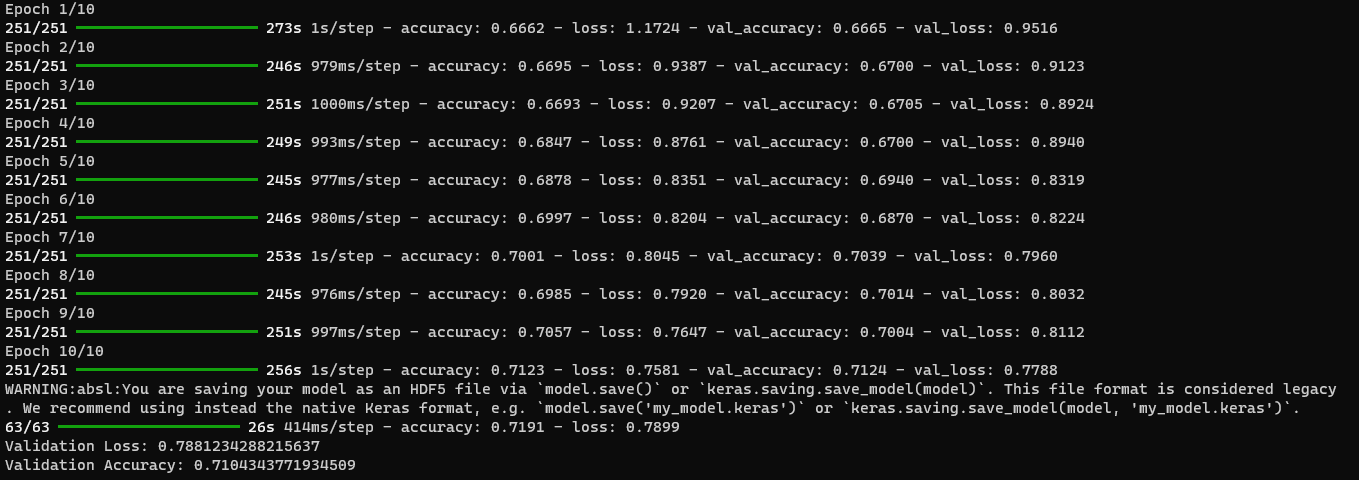 Epoch 1/10
251/251 273s 1s/step - accuracy: 0.6662 - loss: 1.1724 - val_accuracy: 0.6665 - val_loss: 0.9516
Epoch 2/10
251/251 246s 979ms/step - accuracy: 0.6695 - loss: 0.9387 - val_accuracy: 0.6700 - val_loss: 0.9123
Epoch 3/10
251/251 251s 1000ms/step - accuracy: 0.6693 - loss: 0.9207 - val_accuracy: 0.6705 - val_loss: 0.8924
Epoch 4/10
251/251 249s 993ms/step - accuracy: 0.6847 - loss: 0.8761 - val_accuracy: 0.6700 - val_loss: 0.8940
Epoch 5/10
251/251 245s 977ms/step - accuracy: 0.6878 - loss: 0.8351 - val_accuracy: 0.6940 - val_loss: 0.8319
Epoch 6/10
251/251 246s 980ms/step - accuracy: 0.6997 - loss: 0.8204 - val_accuracy: 0.6870 - val_loss: 0.8224
Epoch 7/10
251/251 253s 1s/step - accuracy: 0.7001 - loss: 0.8045 - val_accuracy: 0.7039 - val_loss: 0.7960
Epoch 8/10
251/251 245s 976ms/step - accuracy: 0.6985 - loss: 0.7920 - val_accuracy: 0.7014 - val_loss: 0.8032
Epoch 9/10
251/251 251s 997ms/step - accuracy: 0.7057 - loss: 0.7647 - val_accuracy: 0.7004 - val_loss: 0.8112
Epoch 10/10
251/251 256s 1s/step - accuracy: 0.7123 - loss: 0.7581 - val_accuracy: 0.7124 - val_loss: 0.7788
WARNING:absl:You are saving your model as an HDF5 file via `model.save()` or `keras.saving.save_model(model)`. This file format is considered legacy
. We recommend using instead the native Keras format, e.g. `model.save('my_model.keras')` or `keras.saving.save_model(model, 'my_model.keras')`.
63/63 26s 414ms/step - accuracy: 0.7191 - loss: 0.7899
Validation Loss: 0.7881234288215637
Validation Accuracy: 0.7104343771934509